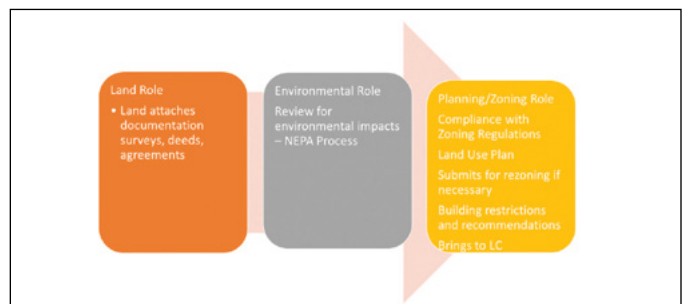 Land Role
• Land attaches
documentation
surveys, deeds,
agreements
Environmental Role
Review for
environmental impacts
– NEPA Process
Planning/Zoning Role
Compliance with
Zoning Regulations
Land Use Plan
Submits for rezoning if
necessary
Building restrictions
and recommendations
Brings to LC